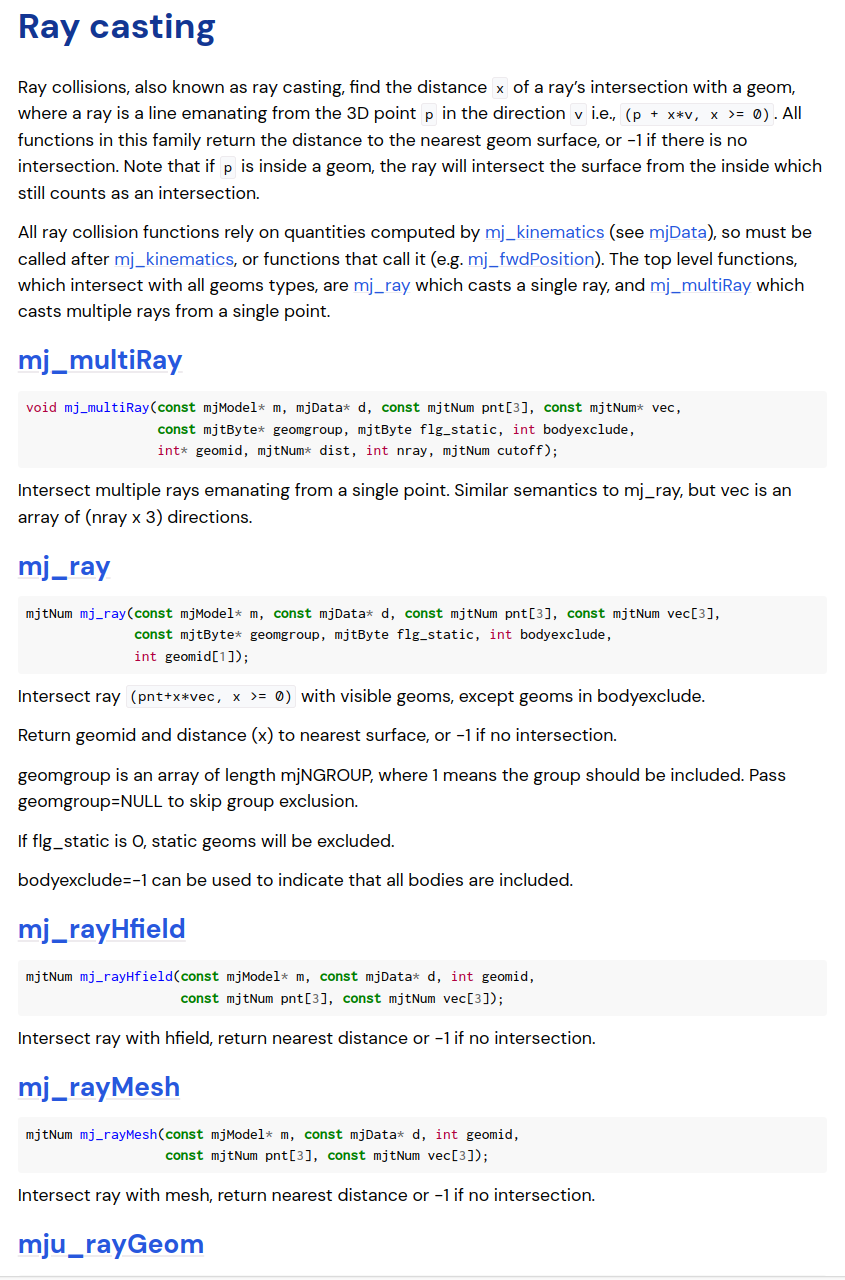 Ray casting
Ray collisions, also known as ray casting, find the distance x of a ray’s intersection with a geom,
where a ray is a line emanating from the 3D point p in the direction v i.e., (p + x*v, x >= 0). All
functions in this family return the distance to the nearest geom surface, or -1 if there is no
intersection. Note that if p is inside a geom, the ray will intersect the surface from the inside which
still counts as an intersection.
All ray collision functions rely on quantities computed by mj_kinematics (see mjData), so must be
called after mj_kinematics, or functions that call it (e.g. mj_fwdPosition). The top level functions,
which intersect with all geoms types, are mj_ray which casts a single ray, and mj_multiRay which
casts multiple rays from a single point.
mj_multiRay
void mj_multiRay(const mjModel* m, mjData* d, const mjtNum pnt[3], const mjtNum* vec,
const mjtByte* geomgroup, mjtByte flg_static, int bodyexclude,
int* geomid, mjtNum* dist, int nray, mjtNum cutoff);
Intersect multiple rays emanating from a single point. Similar semantics to mj_ray, but vec is an
array of (nray x 3) directions.
mj_ray
mjtNum mj_ray(const mjModel* m, const mjData* d, const mjtNum pnt[3], const mjtNum vec[3],
const mjtByte* geomgroup, mjtByte flg_static, int bodyexclude,
int geomid[1]);
Intersect ray (pnt+x*vec, x >= 0) with visible geoms, except geoms in bodyexclude.
Return geomid and distance (x) to nearest surface, or -1 if no intersection.
geomgroup is an array of length mjNGROUP, where 1 means the group should be included. Pass
geomgroup=NULL to skip group exclusion.
If flg_static is 0, static geoms will be excluded.
bodyexclude=-1 can be used to indicate that all bodies are included.
mj_rayHfield
mjtNum mj_rayHfield(const mjModel* m, const mjData* d, int geomid,
const mjtNum pnt[3], const mjtNum vec[3]);
Intersect ray with hfield, return nearest distance or -1 if no intersection.
mj_rayMesh
mjtNum mj_rayMesh(const mjModel* m, const mjData* d, int geomid,
const mjtNum pnt[3], const mjtNum vec[3]);
Intersect ray with mesh, return nearest distance or -1 if no intersection.
mju_rayGeom